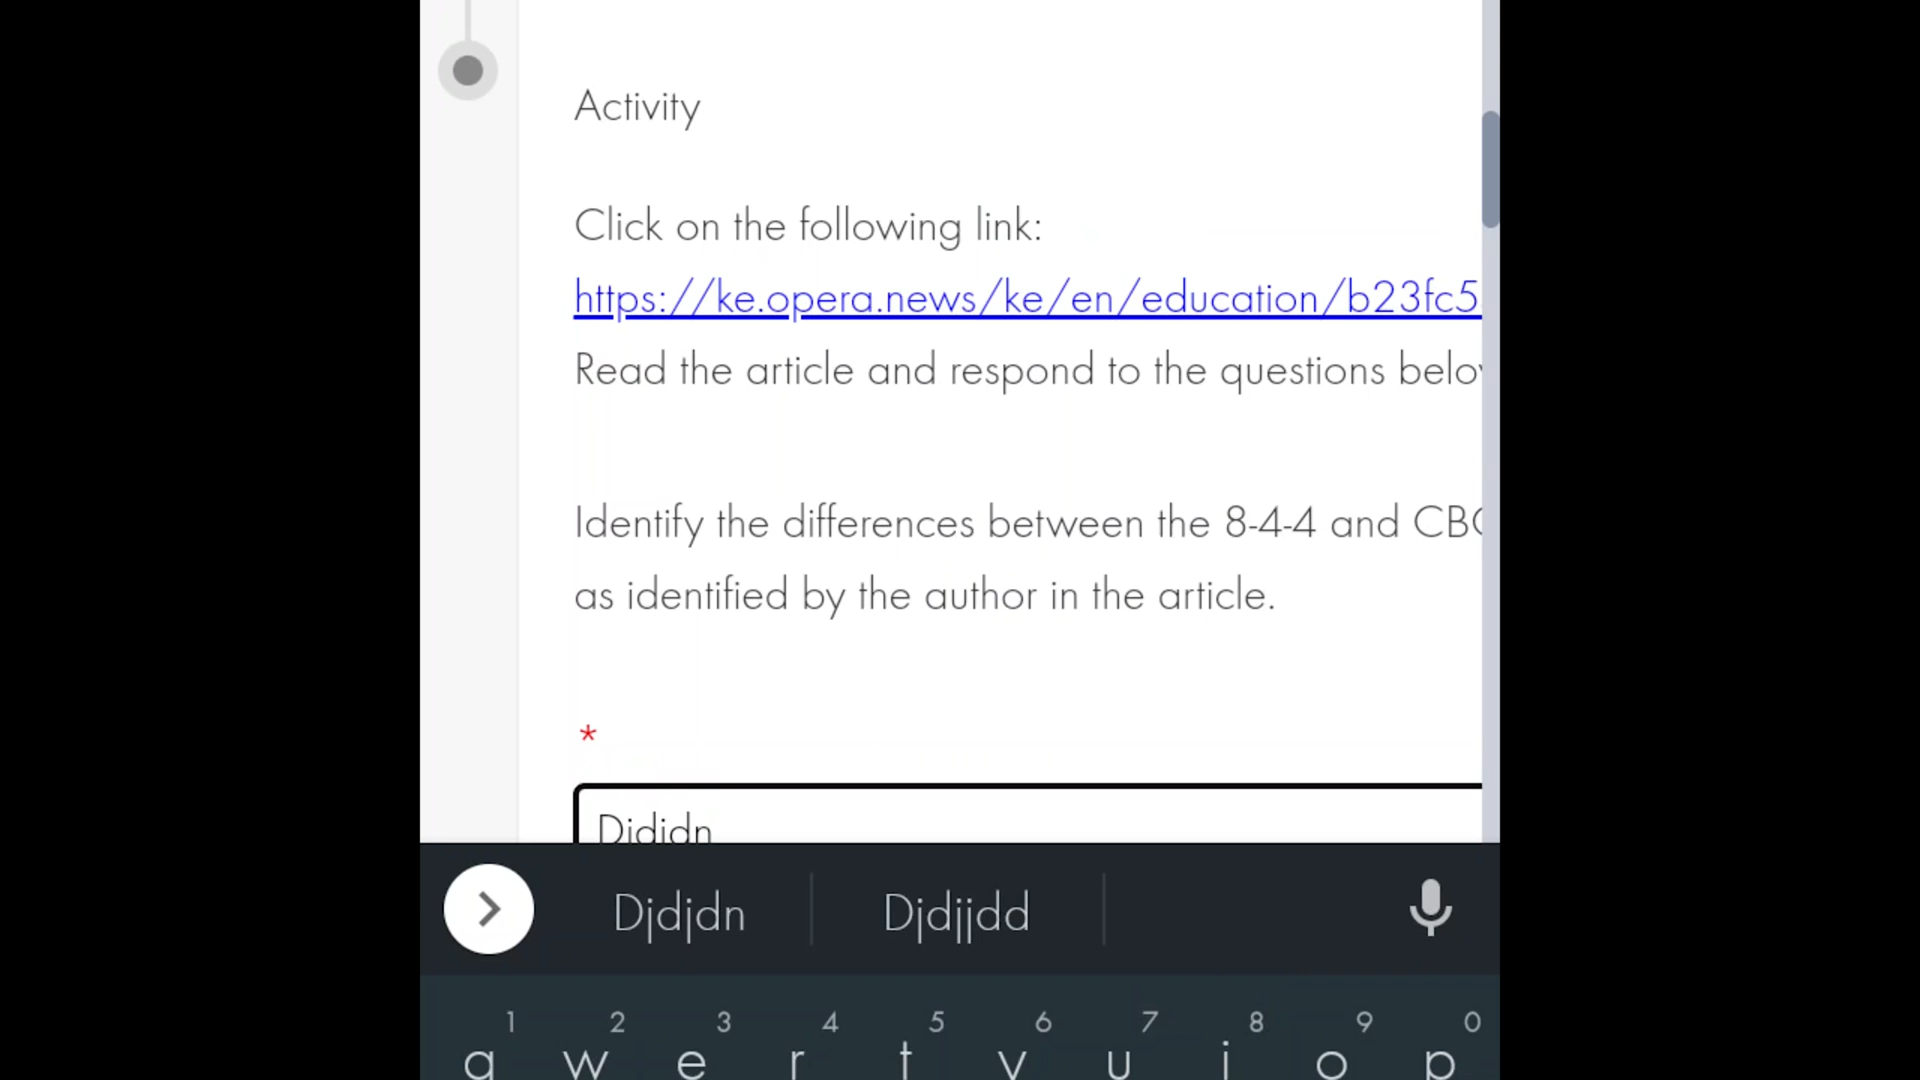 Activity
Click on the following link:
https://ke.opera.news/ke/en/education/b23fc5
Read the article and respond to the questions
Identify the differences between the 8-4-4 and
as identified by the author in the article.
*
Djdjdn
Djdjdn Djdjjdd
1 2 3 4 5 6 7 8 9 0
q w e r t y u i o p